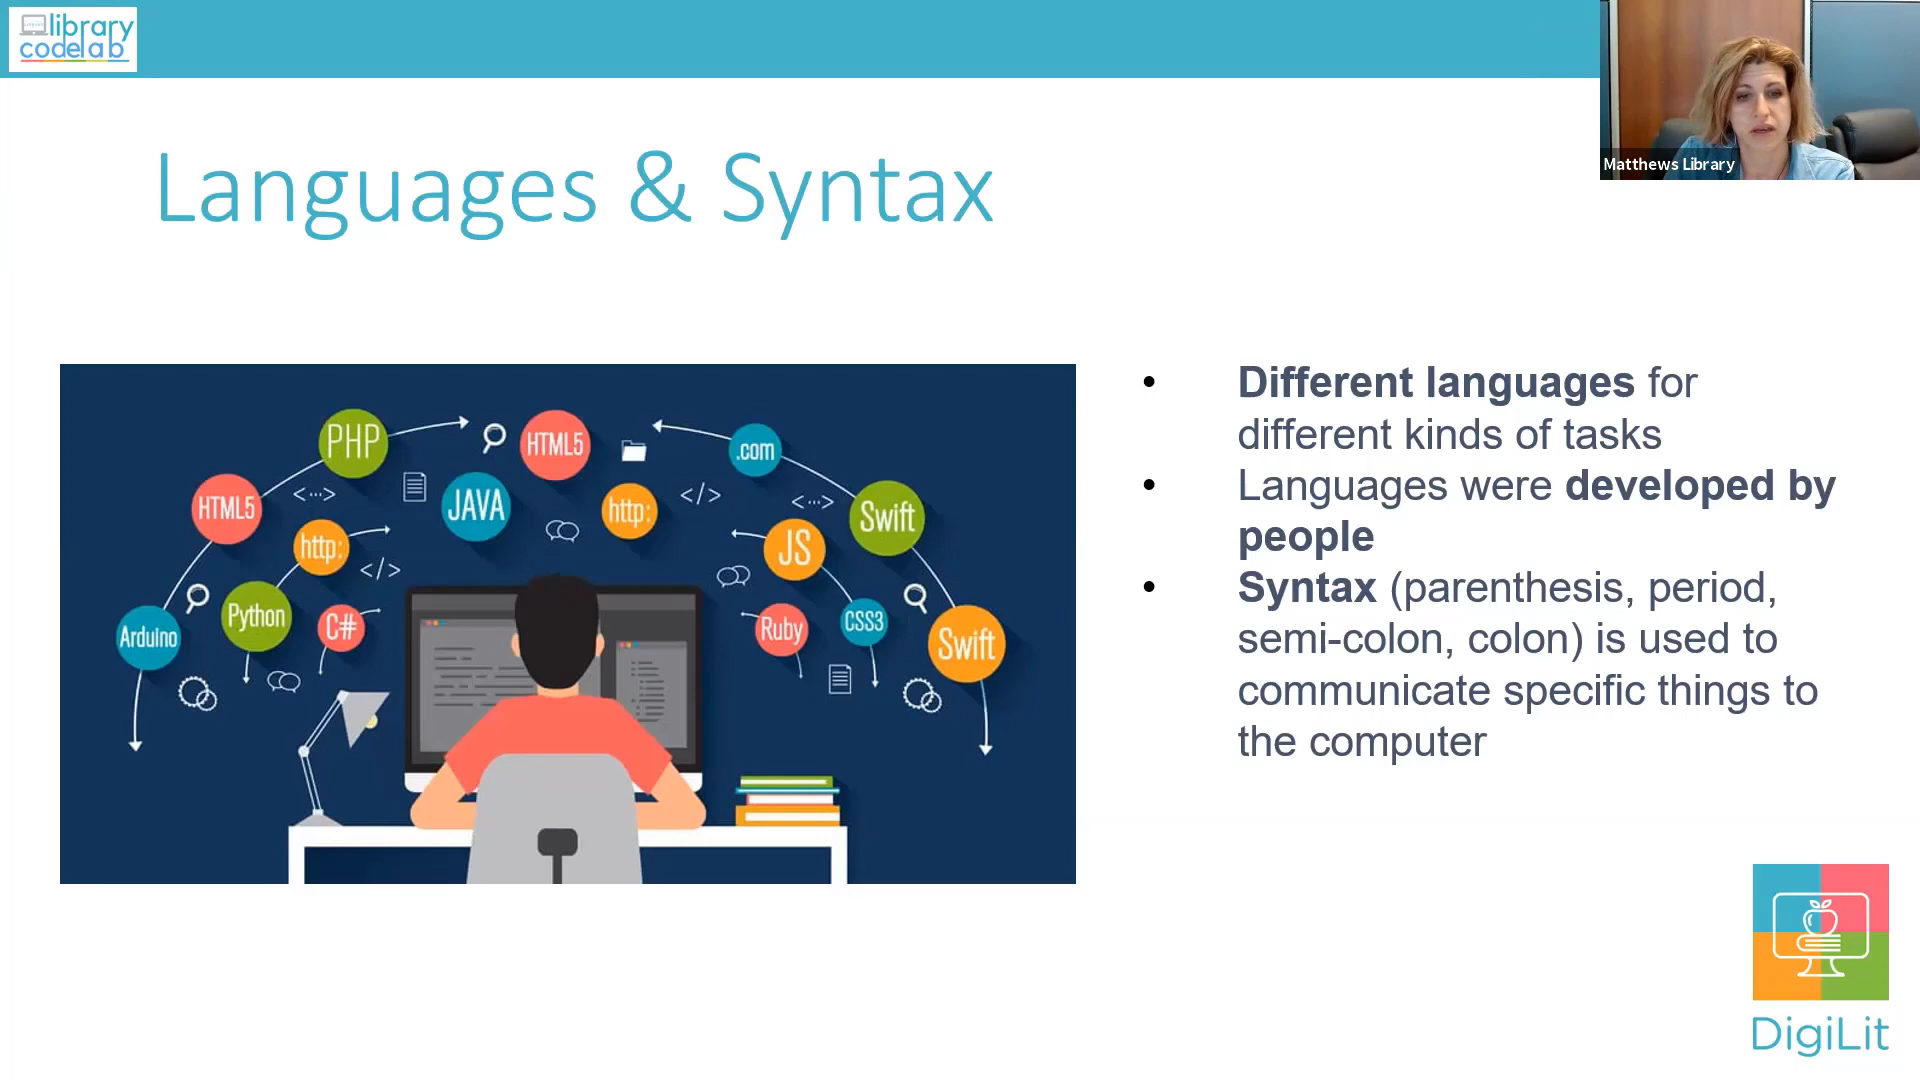 library
codelab
Matthews Library
Languages & Syntax
PHP
HTML5
.com
HTML5
JAVA
http:
Swift
http:
JS
Python
C#
Ruby
CSS3
Arduino
Swift
• Different languages for
different kinds of tasks
• Languages were developed by
people
• Syntax (parenthesis, period,
semi-colon, colon) is used to
communicate specific things to
the computer
DigiLit